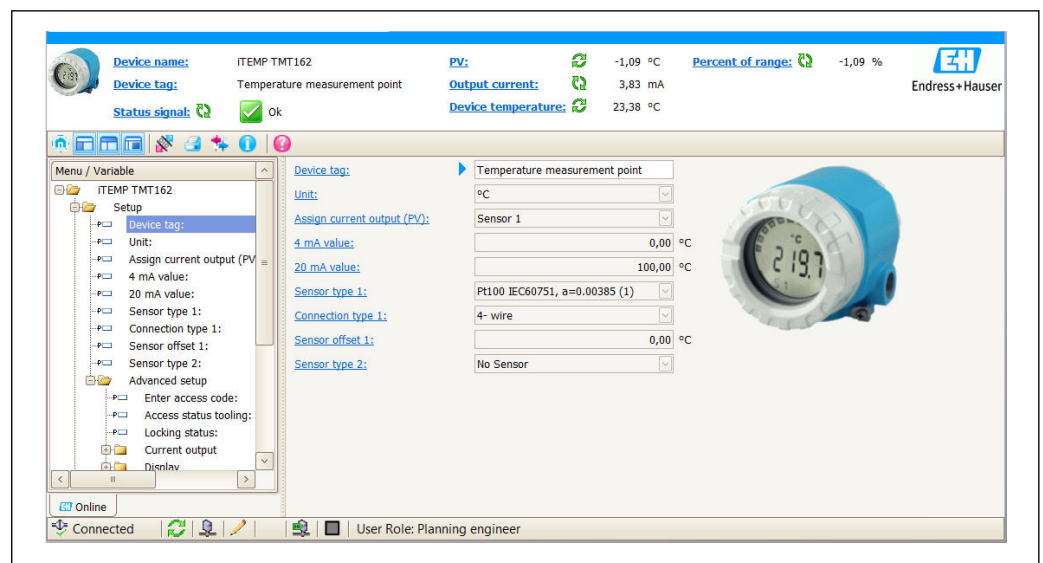 Device name: iTEMP TMT162 PV: -1,09 °C Percent of range: -1,09 %
Device tag: Temperature measurement point Output current: 3,83 mA
Status signal: Ok Device temperature: 23,38 °C
EH
Endress+Hauser
Menu / Variable
iTEMP TMT162
Setup
Device tag:
Unit:
Assign current output (PV
4 mA value:
20 mA value:
Sensor type 1:
Connection type 1:
Sensor offset 1:
Sensor type 2:
Advanced setup
Enter access code:
Access status tooling:
Locking status:
Current output
Display
Device tag: Temperature measurement point
Unit: °C
Assign current output (PV): Sensor 1
4 mA value: 0,00 °C
20 mA value: 100,00 °C
Sensor type 1: Pt100 IEC60751, a=0.00385 (1)
Connection type 1: 4- wire
Sensor offset 1: 0,00 °C
Sensor type 2: No Sensor
°C
219.7
S1
EH Online
Connected User Role: Planning engineer